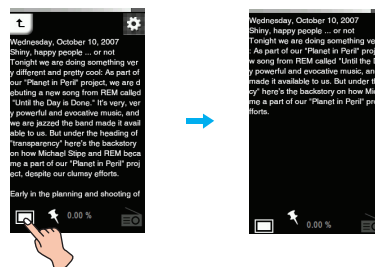 Wednesday, October 10, 2007
Shiny, happy people ... or not
Tonight we are doing something ver
y different and pretty cool: As part of
our "Planet in Peril" project, we are d
ebuting a new song from REM called
"Until the Day is Done." It's very, ver
y powerful and evocative music, and
we are jazzed the band made it avail
able to us. But under the heading of
"transparency" here's the backstory
on how Michael Stipe and REM beca
me a part of our "Planet in Peril" proj
ect, despite our clumsy efforts.
Early in the planning and shooting of
0.00 %
Wednesday, October 10, 2007
Shiny, happy people ... or not
Tonight we are doing something ve
: As part of our "Planet in Peril" proj
w song from REM called "Until the
y powerful and evocative music, an
made it available to us. But under t
cy" here's the backstory on how Mi
me a part of our "Planet in Peril" pr
fforts.
0.00 %